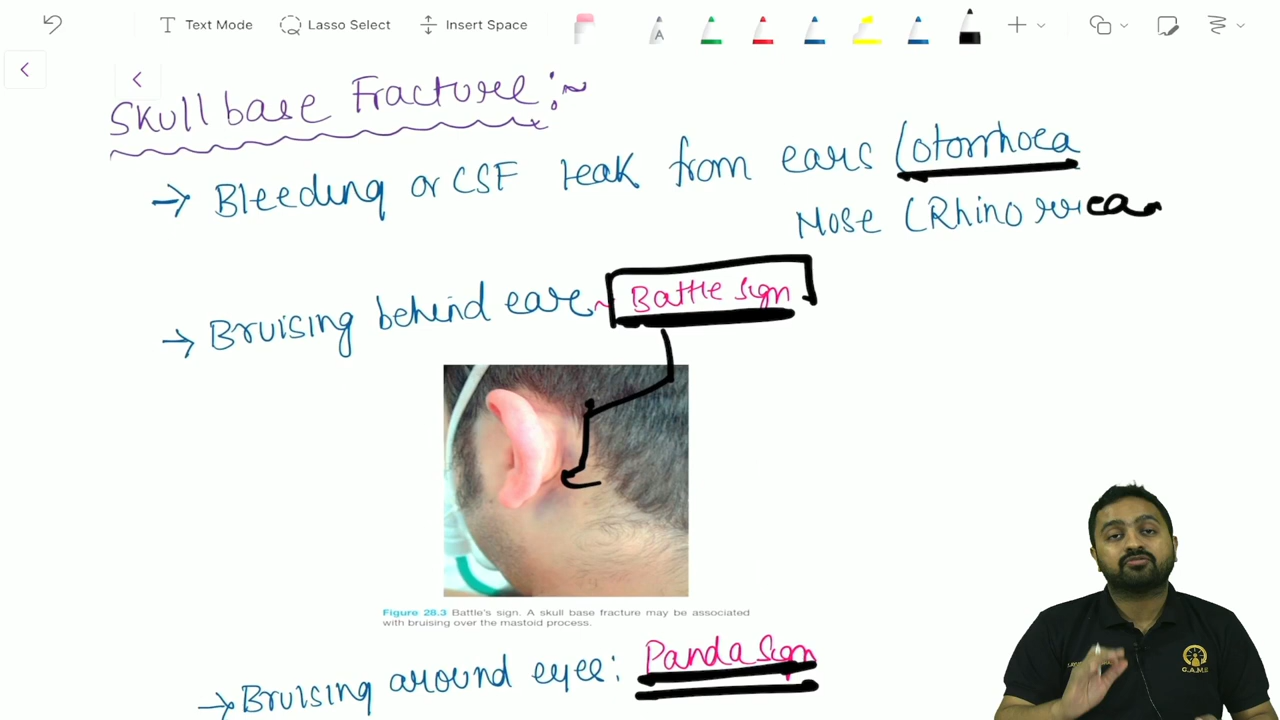 Text Mode Lasso Select Insert Space
Skull base Fracture:~
→ Bleeding or CSF leak from ears (otorrhoea
Nose (Rhinorrhea
→ Bruising behind ear ~ Battle sign
Figure 28.3 Battle's sign. A skull base fracture may be associated
with bruising over the mastoid process.
→ Bruising around eyes: Panda Sign
G.A.M.E